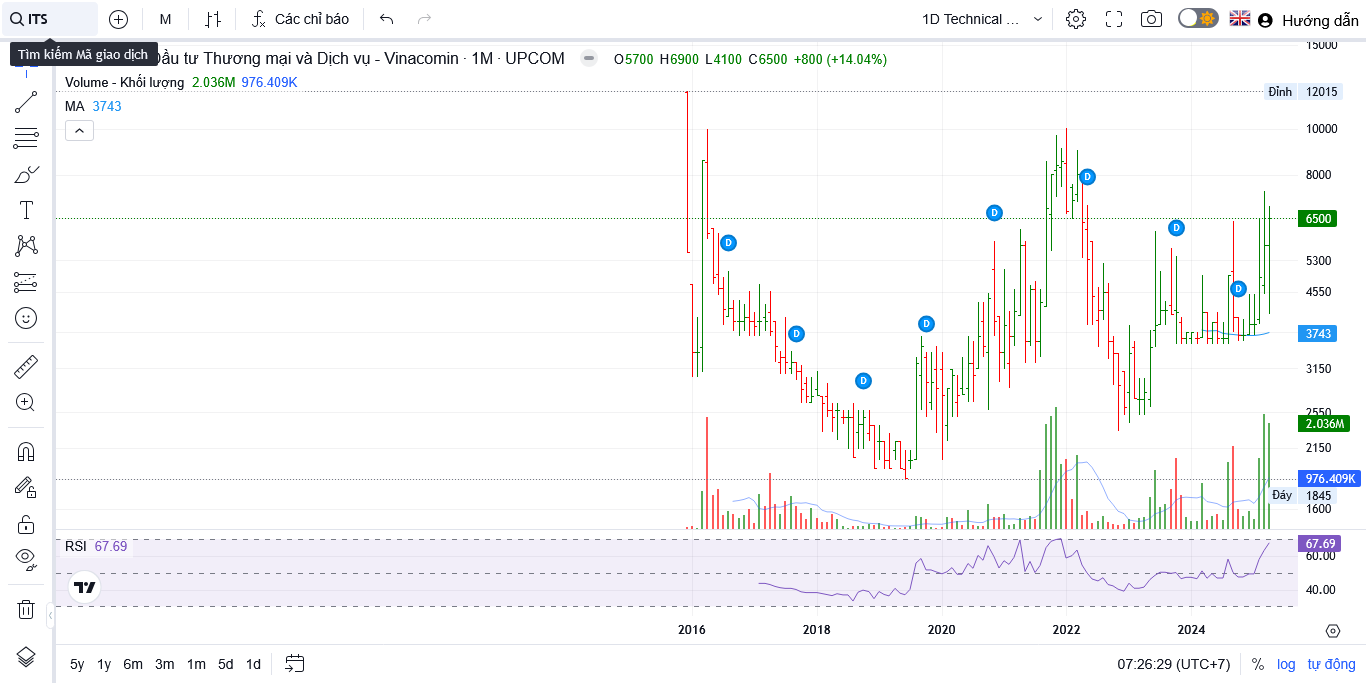 ITS M Các chỉ báo 1D Technical ... Hướng dẫn
Tìm kiếm Mã giao dịch
Đầu tư Thương mại và Dịch vụ - Vinacomin · 1M · UPCOM O5700 H6900 L4100 C6500 +800 (+14.04%)
Volume - Khối lượng 2.036M 976.409K
MA 3743
15000
Đỉnh 12015
10000
8000
6500
5300
4550
3743
3150
2550
2.036M
2150
976.409K
Đáy 1845
1600
D
D
D
D
D
D
D
D
RSI 67.69
67.69
60.00
40.00
2016 2018 2020 2022 2024
5y 1y 6m 3m 1m 5d 1d 07:26:29 (UTC+7) % log tự động